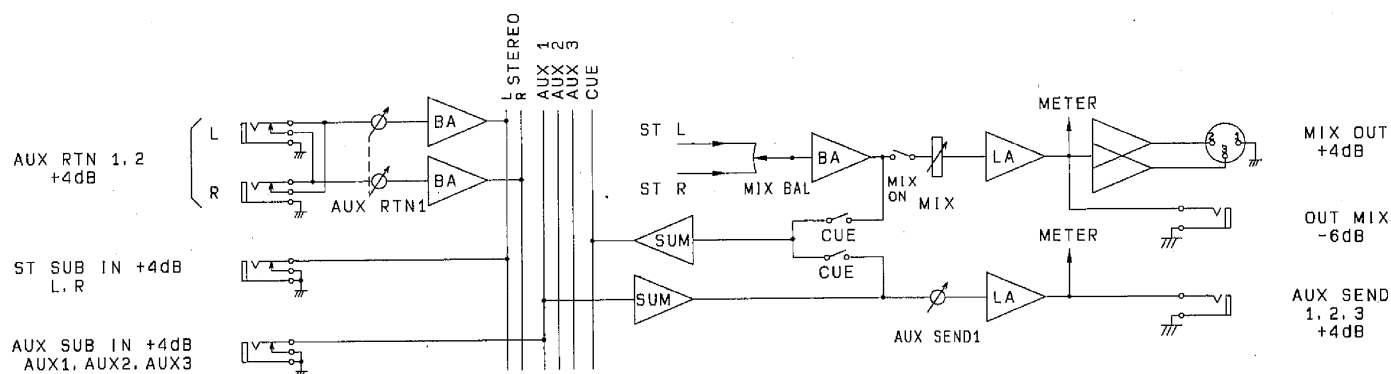 AUX RTN 1, 2
+4dB
L
R
AUX RTN1
BA
BA
ST SUB IN +4dB
L, R
AUX SUB IN +4dB
AUX1, AUX2, AUX3
L STEREO
R
AUX 1
AUX 2
AUX 3
CUE
ST L
ST R
MIX BAL
BA
MIX
ON
MIX
LA
METER
2
1
3
MIX OUT
+4dB
OUT MIX
-6dB
SUM
CUE
CUE
SUM
AUX SEND1
LA
METER
AUX SEND
1, 2, 3
+4dB